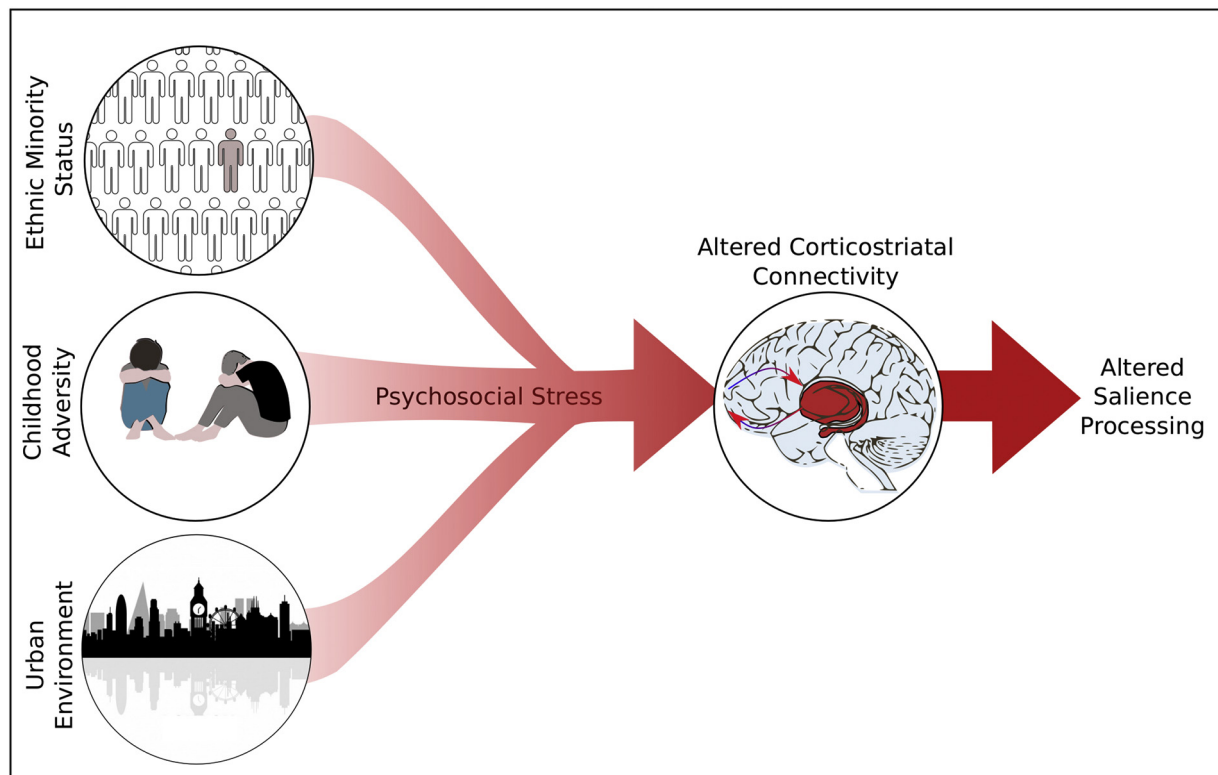 Ethnic Minority
Status
Childhood
Adversity
Urban
Environment
Psychosocial Stress
Altered Corticostriatal
Connectivity
Altered
Salience
Processing